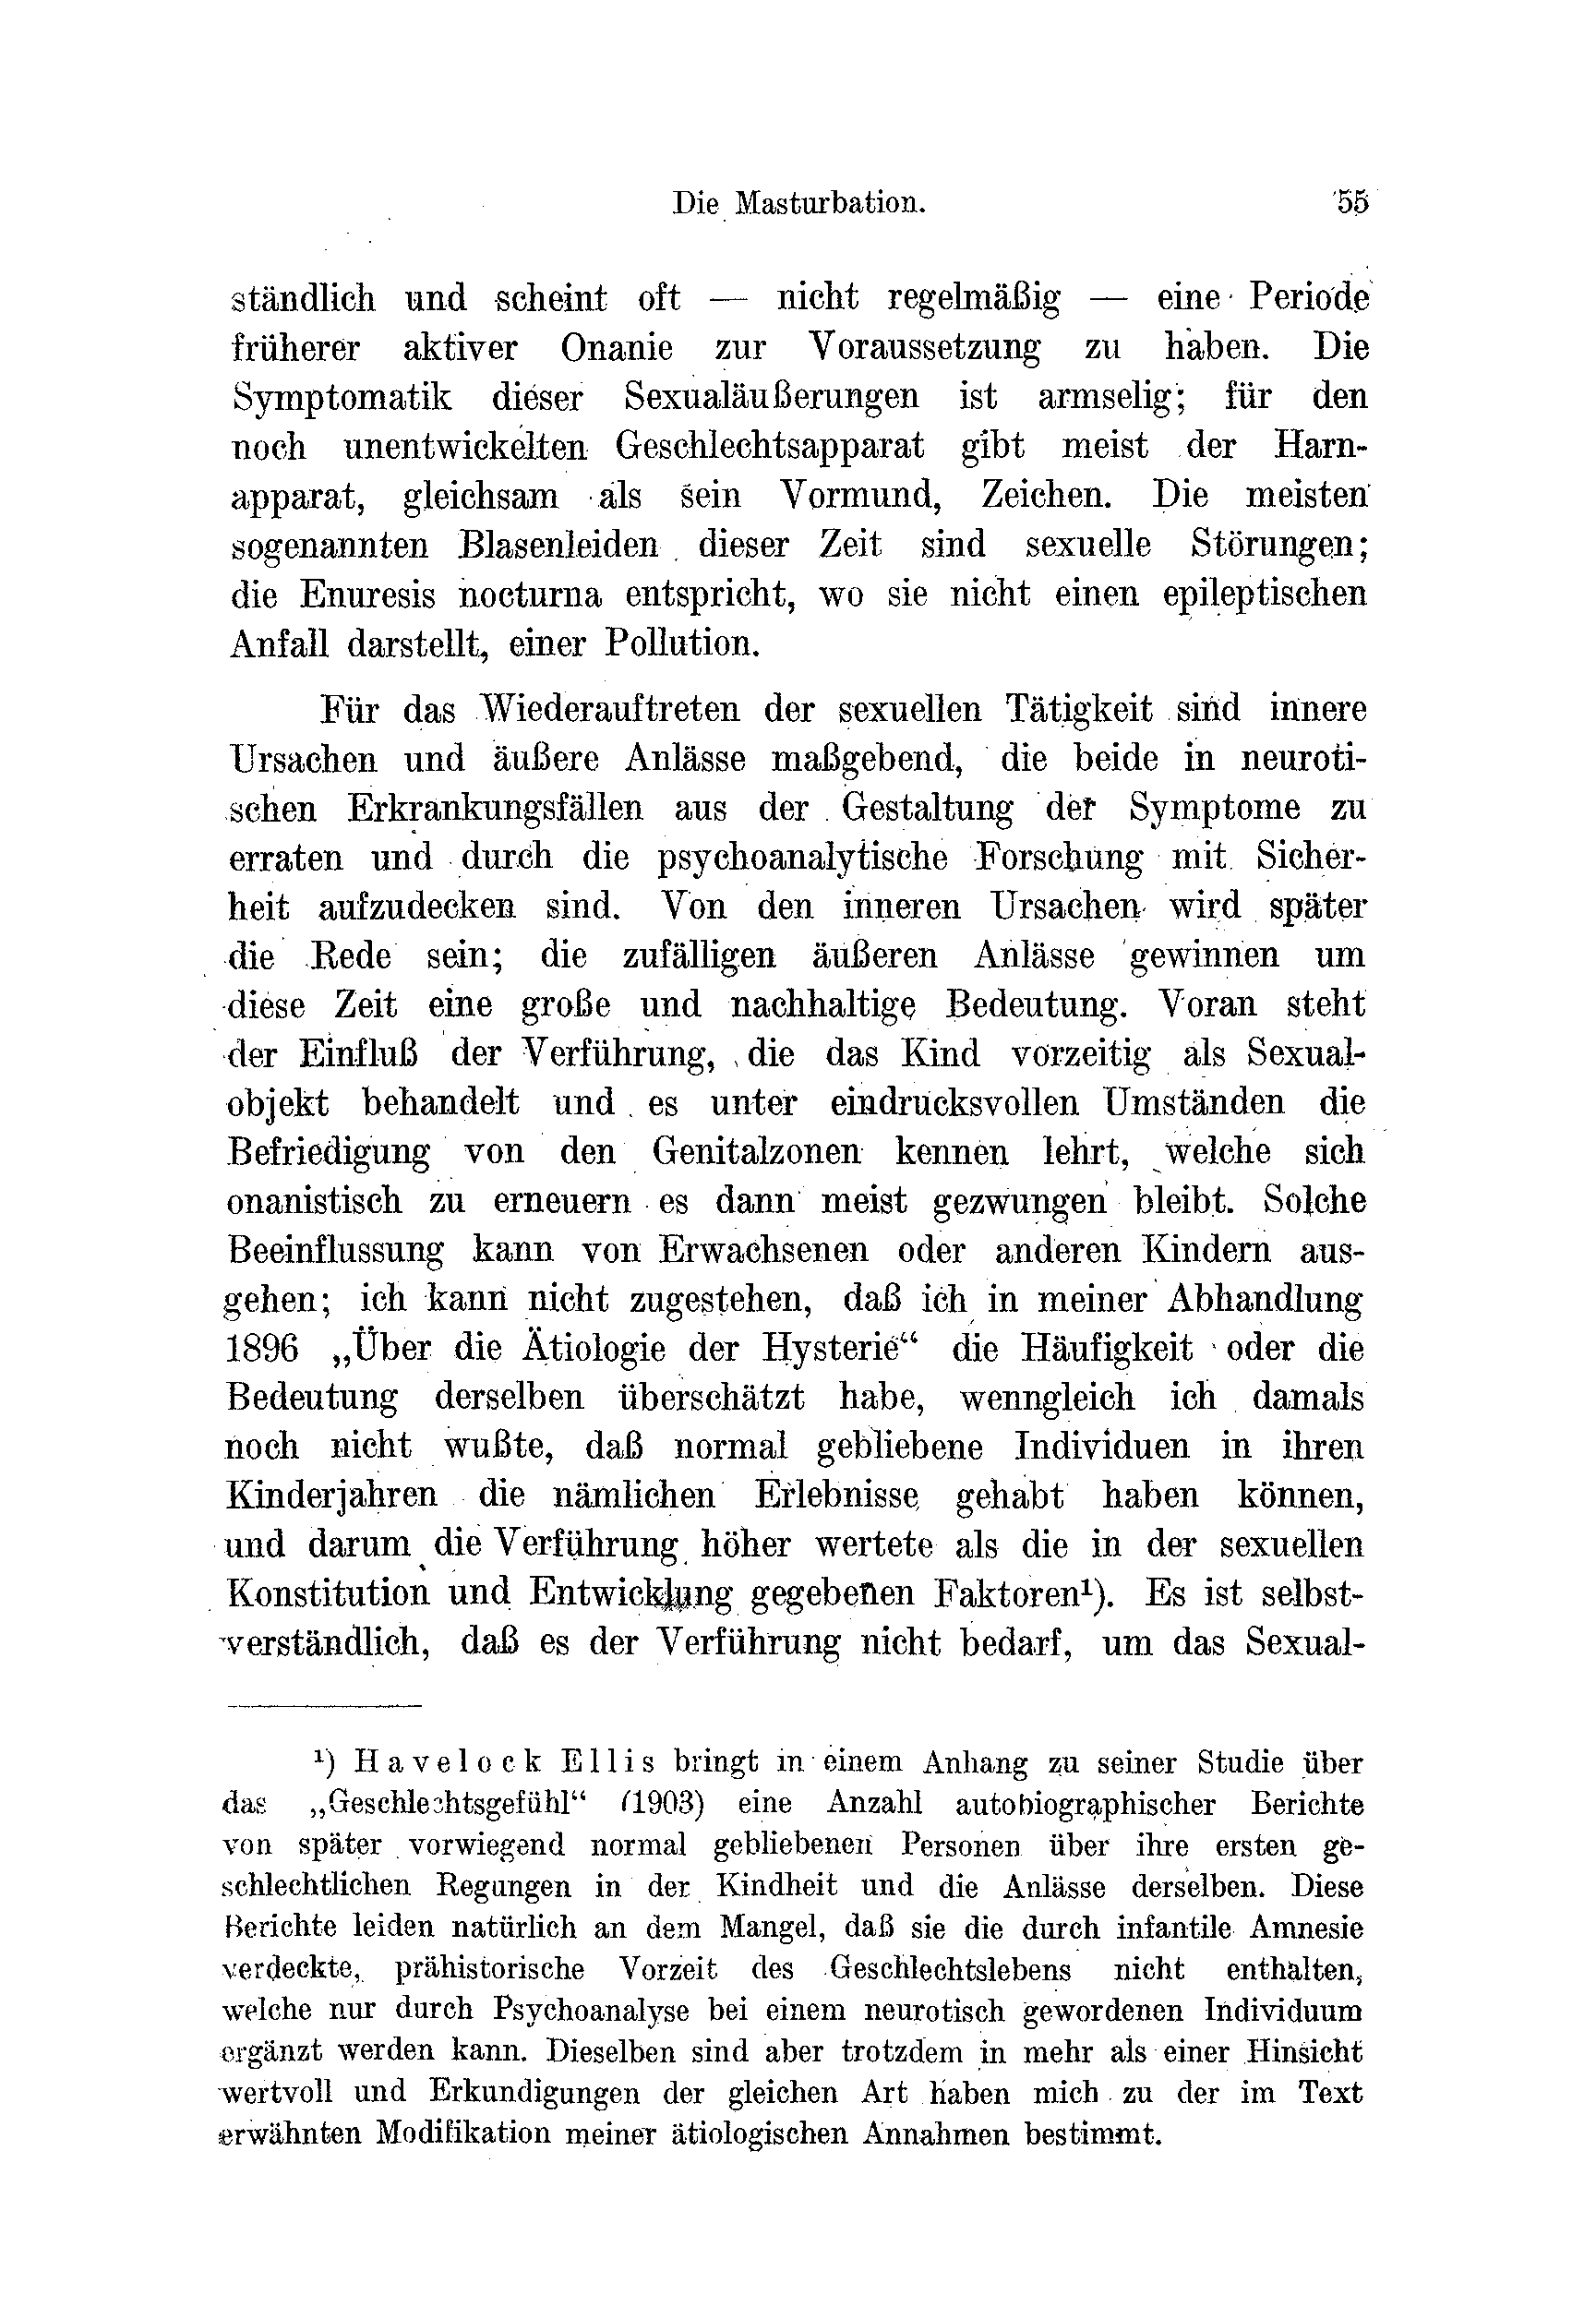 Die Masturbation. 55
ständlich und scheint oft — nicht regelmäßig — eine Periode
früherer aktiver Onanie zur Voraussetzung zu haben. Die
Symptomatik dieser Sexualäußerungen ist armselig; für den
noch unentwickelten Geschlechtsapparat gibt meist der Harn-
apparat, gleichsam als sein Vormund, Zeichen. Die meisten
sogenannten Blasenleiden dieser Zeit sind sexuelle Störungen;
die Enuresis nocturna entspricht, wo sie nicht einen epileptischen
Anfall darstellt, einer Pollution.
Für das Wiederauftreten der sexuellen Tätigkeit sind innere
Ursachen und äußere Anlässe maßgebend, die beide in neuroti-
schen Erkrankungsfällen aus der Gestaltung der Symptome zu
erraten und durch die psychoanalytische Forschung mit Sicher-
heit aufzudecken sind. Von den inneren Ursachen wird später
die Rede sein; die zufälligen äußeren Anlässe gewinnen um
diese Zeit eine große und nachhaltige Bedeutung. Voran steht
der Einfluß der Verführung, die das Kind vorzeitig als Sexual-
objekt behandelt und es unter eindrucksvollen Umständen die
Befriedigung von den Genitalzonen kennen lehrt, welche sich
onanistisch zu erneuern es dann meist gezwungen bleibt. Solche
Beeinflussung kann von Erwachsenen oder anderen Kindern aus-
gehen; ich kann nicht zugestehen, daß ich in meiner Abhandlung
1896 „Über die Ätiologie der Hysterie“ die Häufigkeit oder die
Bedeutung derselben überschätzt habe, wenngleich ich damals
noch nicht wußte, daß normal gebliebene Individuen in ihren
Kinderjahren die nämlichen Erlebnisse gehabt haben können,
und darum die Verführung höher wertete als die in der sexuellen
Konstitution und Entwicklung gegebenen Faktoren¹). Es ist selbst-
verständlich, daß es der Verführung nicht bedarf, um das Sexual-
¹) Havelock Ellis bringt in einem Anhang zu seiner Studie über
das „Geschlechtsgefühl“ (1903) eine Anzahl autobiographischer Berichte
von später vorwiegend normal gebliebenen Personen über ihre ersten ge-
schlechtlichen Regungen in der Kindheit und die Anlässe derselben. Diese
Berichte leiden natürlich an dem Mangel, daß sie die durch infantile Amnesie
verdeckte, prähistorische Vorzeit des Geschlechtslebens nicht enthalten,
welche nur durch Psychoanalyse bei einem neurotisch gewordenen Individuum
ergänzt werden kann. Dieselben sind aber trotzdem in mehr als einer Hinsicht
wertvoll und Erkundigungen der gleichen Art haben mich zu der im Text
erwähnten Modifikation meiner ätiologischen Annahmen bestimmt.